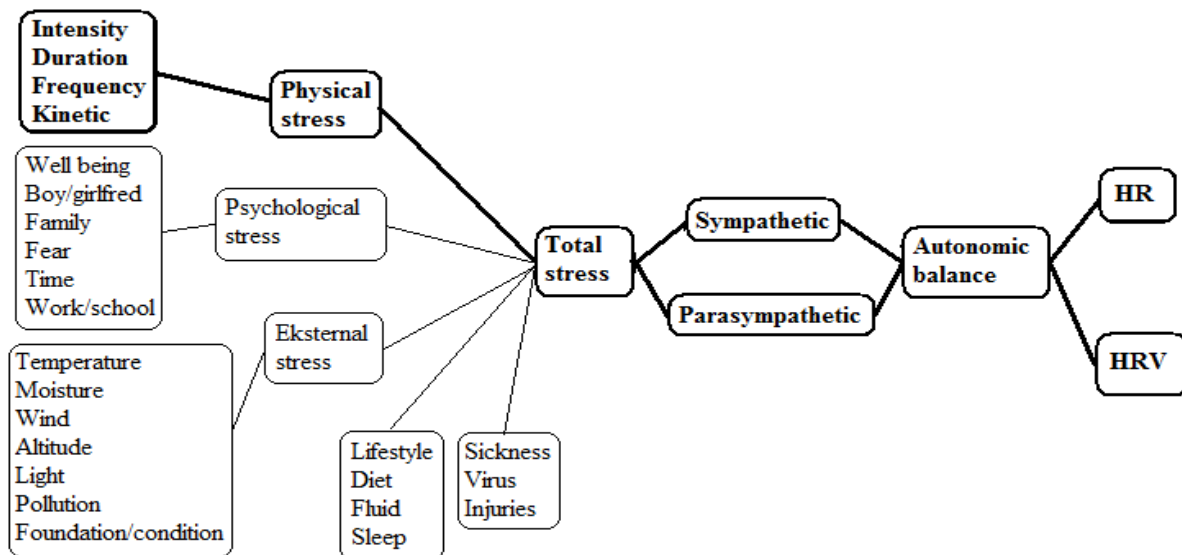 Intensity
Duration
Frequency
Kinetic
Physical
stress
Well being
Boy/girlfred
Family
Fear
Time
Work/school
Psychological
stress
Eksternal
stress
Temperature
Moisture
Wind
Altitude
Light
Pollution
Foundation/condition
Lifestyle
Diet
Fluid
Sleep
Sickness
Virus
Injuries
Total
stress
Sympathetic
Parasympathetic
Autonomic
balance
HR
HRV